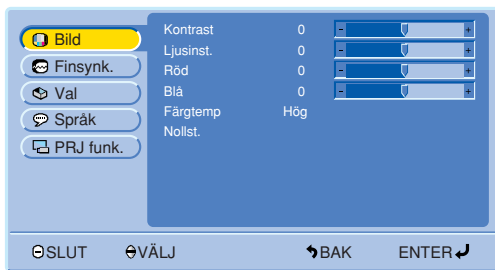 Bild
Finsynk.
Val
Språk
PRJ funk.
Kontrast 0 - +
Ljusinst. 0 - +
Röd 0 - +
Blå 0 - +
Färgtemp Hög
Nollst.
SLUT VÄLJ BAK ENTER